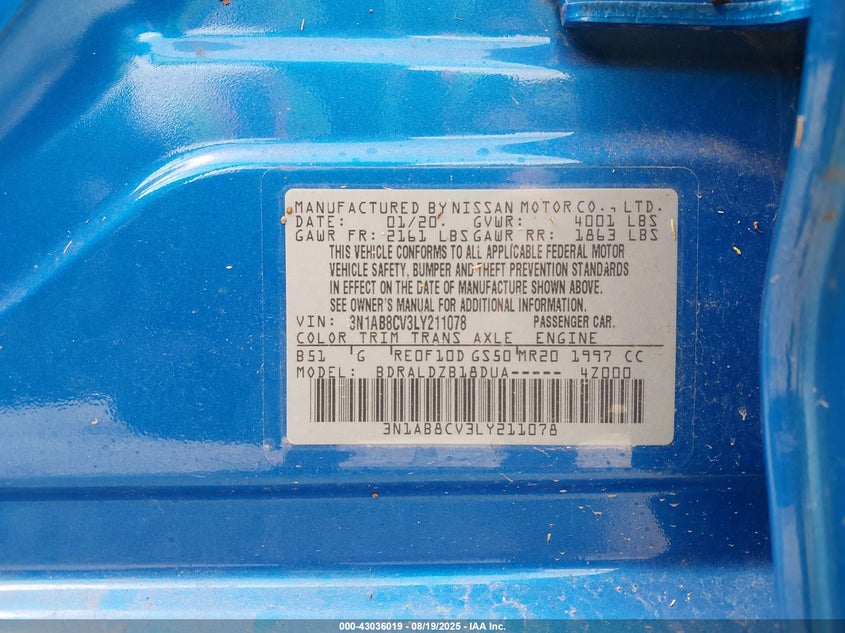 MANUFACTURED BY NISSAN MOTOR CO., LTD.
DATE: 01/20. GVWR: 4001 LBS
GAWR FR: 2161 LBS GAWR RR: 1863 LBS
THIS VEHICLE CONFORMS TO ALL APPLICABLE FEDERAL MOTOR
VEHICLE SAFETY, BUMPER AND THEFT PREVENTION STANDARDS
IN EFFECT ON THE DATE OF MANUFACTURE SHOWN ABOVE.
SEE OWNER'S MANUAL FOR ADDITIONAL INFORMATION.
VIN: 3N1AB8CV3LY211078 PASSENGER CAR.
COLOR TRIM TRANS AXLE ENGINE
B51 G RE0F10D GS50 MR20 1997 CC
MODEL: BDRALDZB18DUA----- 4Z000
3N1AB8CV3LY211078
000-43036019 - 08/19/2025 - IAA Inc.